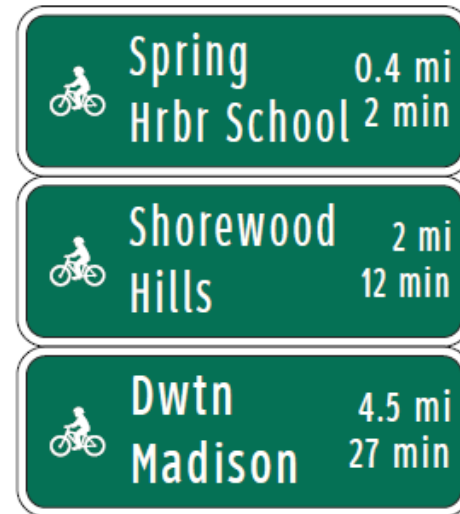 Spring 0.4 mi
Hrbr School 2 min
Shorewood 2 mi
Hills 12 min
Dwtn 4.5 mi
Madison 27 min